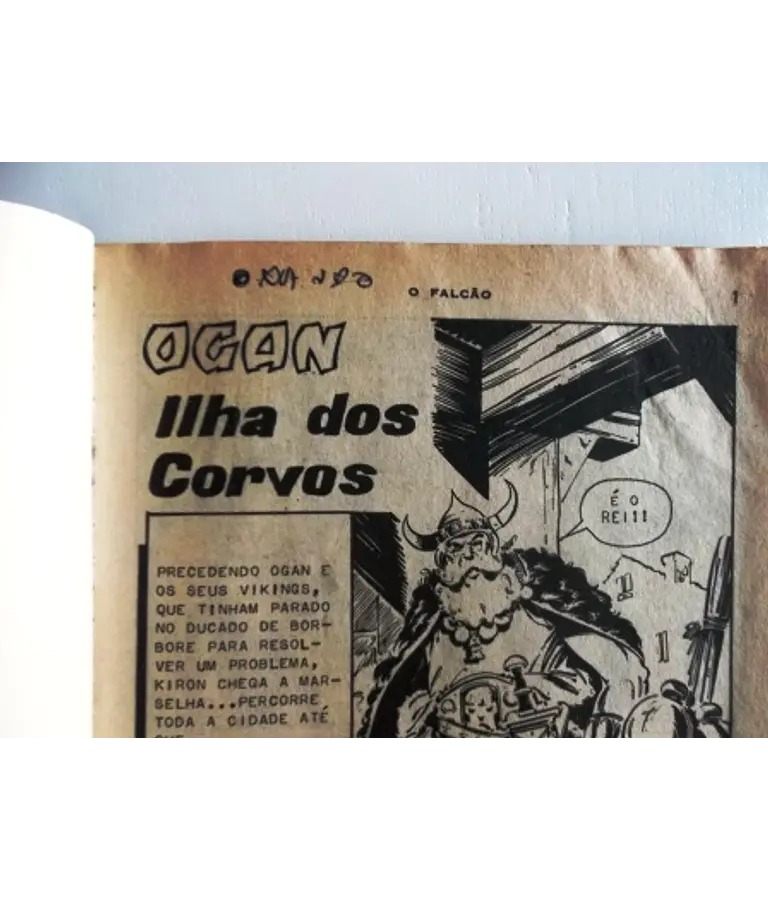 O FALCÃO
1
OGAN
Ilha dos
Corvos
É O
REI!!!
PRECEDENDO OGAN E
OS SEUS VIKINGS,
QUE TINHAM PARADO
NO DUCADO DE BOR-
BORE PARA RESOL-
VER UM PROBLEMA,
KIRON CHEGA A MAR-
SELHA...PERCORRE
TODA A CIDADE ATÉ